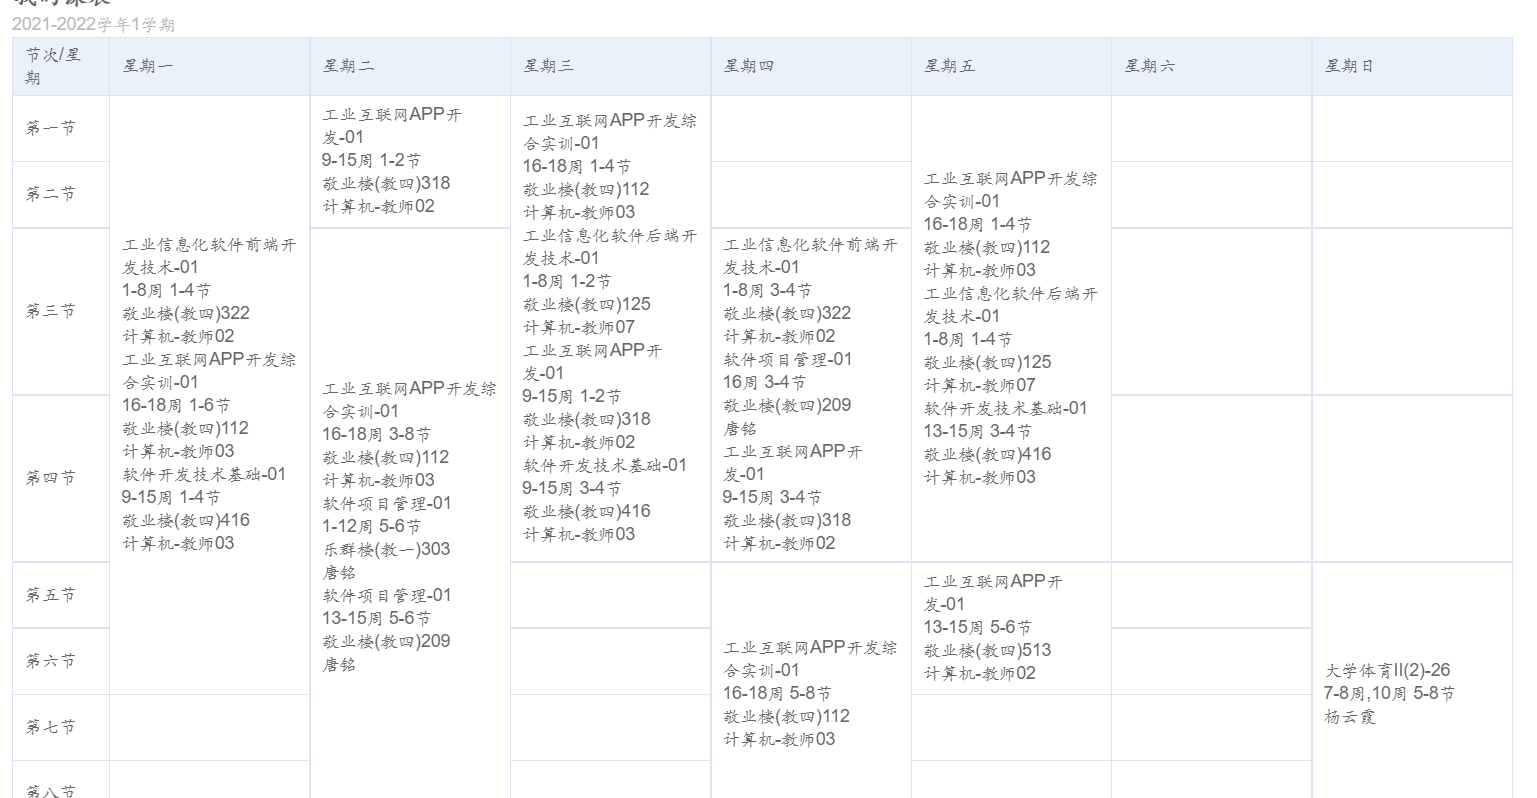 我的课表
2021-2022学年1学期
节次/星
期
星期一
星期二
星期三
星期四
星期五
星期六
星期日
第一节
第二节
第三节
第四节
第五节
第六节
第七节
第八节
工业信息化软件前端开
发技术-01
1-8周 1-4节
敬业楼(教四)322
计算机-教师02
工业互联网APP开发综
合实训-01
16-18周 1-6节
敬业楼(教四)112
计算机-教师03
软件开发技术基础-01
9-15周 1-4节
敬业楼(教四)416
计算机-教师03
工业互联网APP开
发-01
9-15周 1-2节
敬业楼(教四)318
计算机-教师02
工业互联网APP开发综
合实训-01
16-18周 3-8节
敬业楼(教四)112
计算机-教师03
软件项目管理-01
1-12周 5-6节
乐群楼(教一)303
唐铭
软件项目管理-01
13-15周 5-6节
敬业楼(教四)209
唐铭
工业互联网APP开发综
合实训-01
16-18周 1-4节
敬业楼(教四)112
计算机-教师03
工业信息化软件后端开
发技术-01
1-8周 1-2节
敬业楼(教四)125
计算机-教师07
工业互联网APP开
发-01
9-15周 1-2节
敬业楼(教四)318
计算机-教师02
软件开发技术基础-01
9-15周 3-4节
敬业楼(教四)416
计算机-教师03
工业信息化软件前端开
发技术-01
1-8周 3-4节
敬业楼(教四)322
计算机-教师02
软件项目管理-01
16周 3-4节
敬业楼(教四)209
唐铭
工业互联网APP开
发-01
9-15周 3-4节
敬业楼(教四)318
计算机-教师02
工业互联网APP开发综
合实训-01
16-18周 5-8节
敬业楼(教四)112
计算机-教师03
工业互联网APP开发综
合实训-01
16-18周 1-4节
敬业楼(教四)112
计算机-教师03
工业信息化软件后端开
发技术-01
1-8周 1-4节
敬业楼(教四)125
计算机-教师07
软件开发技术基础-01
13-15周 3-4节
敬业楼(教四)416
计算机-教师03
工业互联网APP开
发-01
13-15周 5-6节
敬业楼(教四)513
计算机-教师02
大学体育II(2)-26
7-8周,10周 5-8节
杨云霞